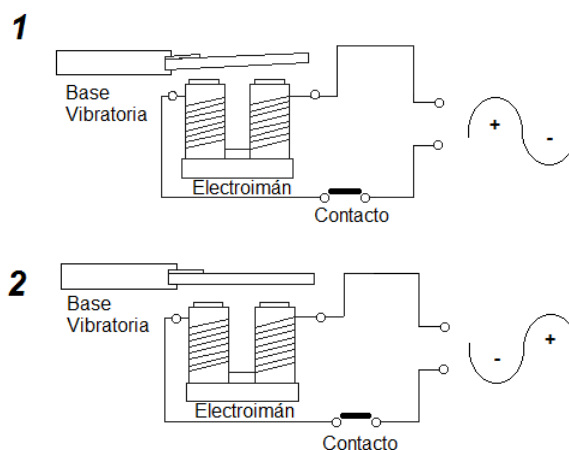 1
Base
Vibratoria
Electroimán
Contacto
+
-
2
Base
Vibratoria
Electroimán
Contacto
-
+